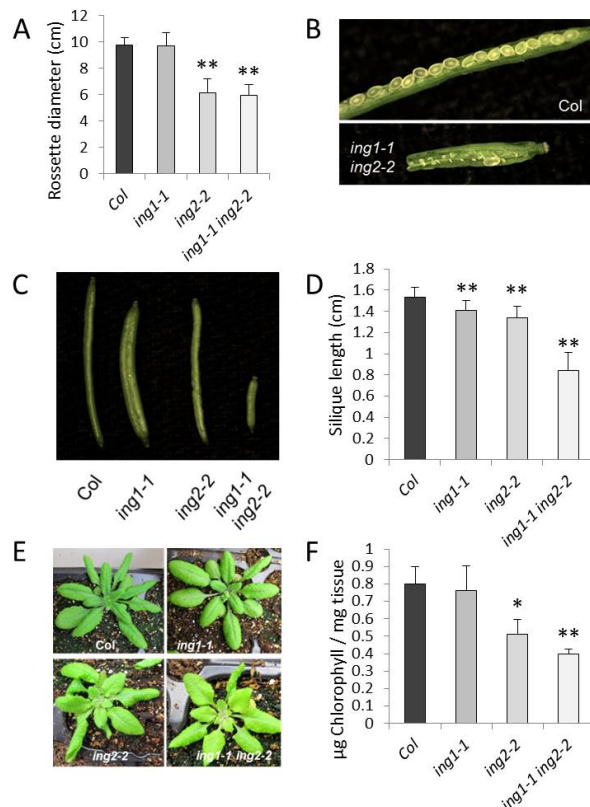 A
Rossette diameter (cm)
12
10
8
6
4
2
0
**
**
Col
ing1-1
ing2-2
ing1-1 ing2-2
B
Col
ing1-1
ing2-2
C
Col
ing1-1
ing2-2
ing1-1
ing2-2
D
Silique length (cm)
1.8
1.6
1.4
1.2
1
0.8
0.6
0.4
0.2
0
**
**
**
Col
ing1-1
ing2-2
ing1-1 ing2-2
E
Col
ing1-1
ing2-2
ing1-1 ing2-2
F
µg Chlorophyll / mg tissue
1
0.9
0.8
0.7
0.6
0.5
0.4
0.3
0.2
0.1
0
*
**
Col
ing1-1
ing2-2
ing1-1 ing2-2